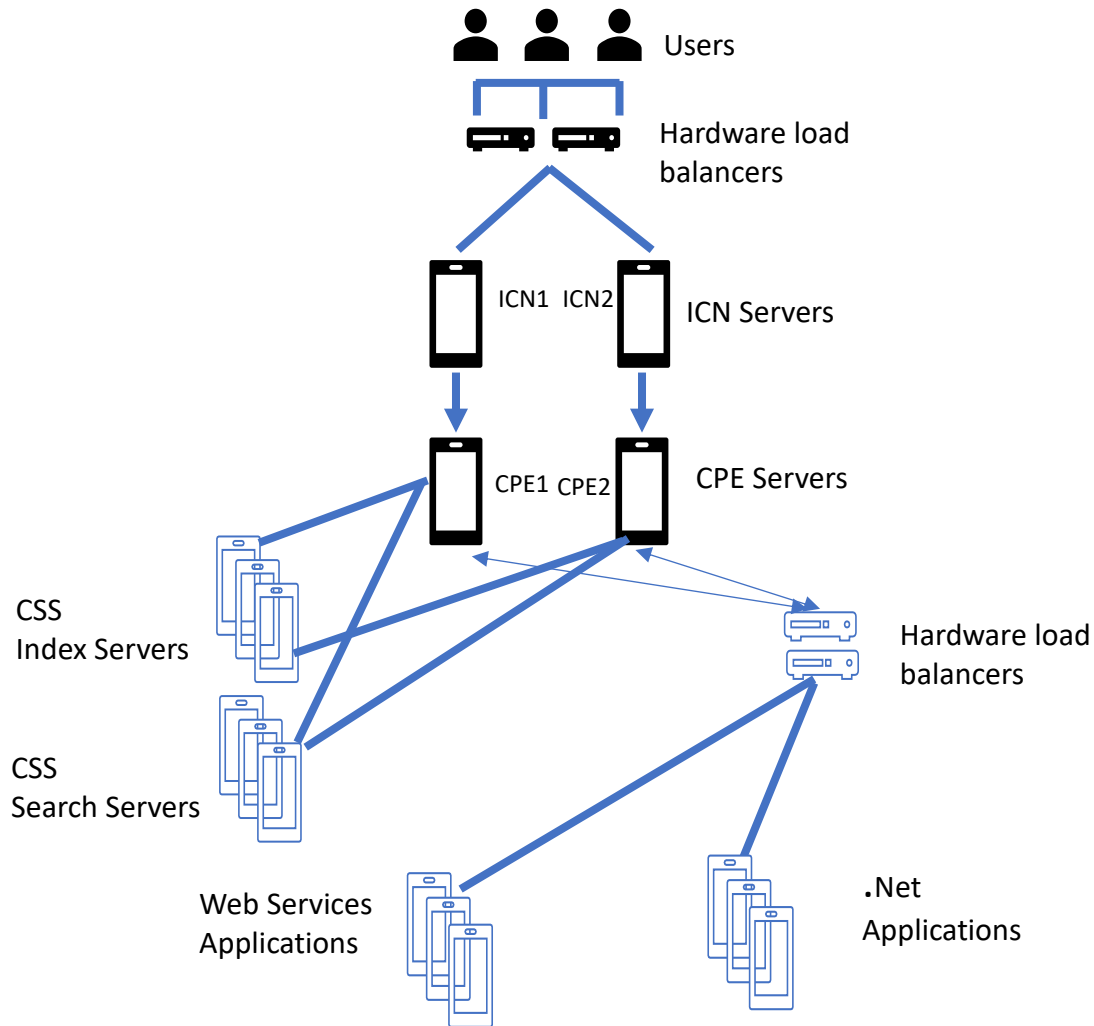 Users
Hardware load
balancers
ICN1
ICN2
ICN Servers
CPE1
CPE2
CPE Servers
CSS
Index Servers
Hardware load
balancers
CSS
Search Servers
Web Services
Applications
.Net
Applications